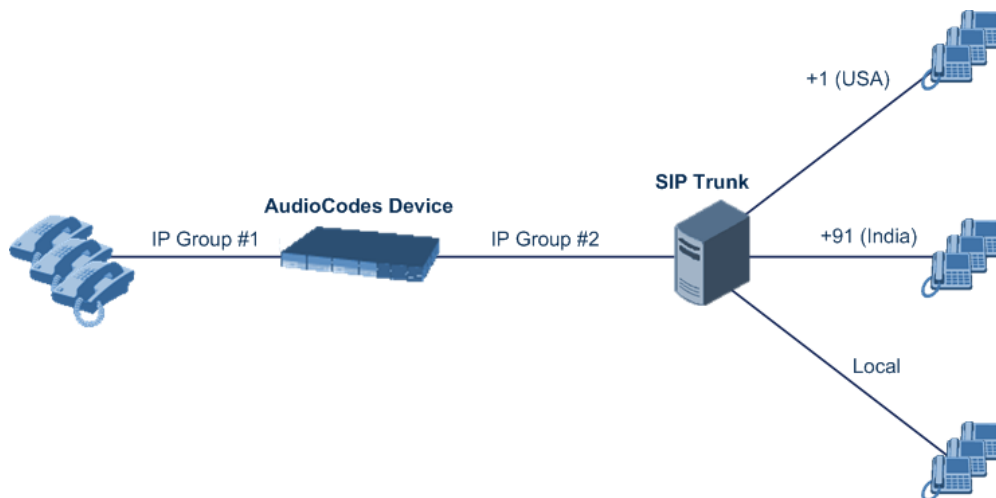 +1 (USA)
SIP Trunk
AudioCodes Device
IP Group #1
IP Group #2
+91 (India)
Local